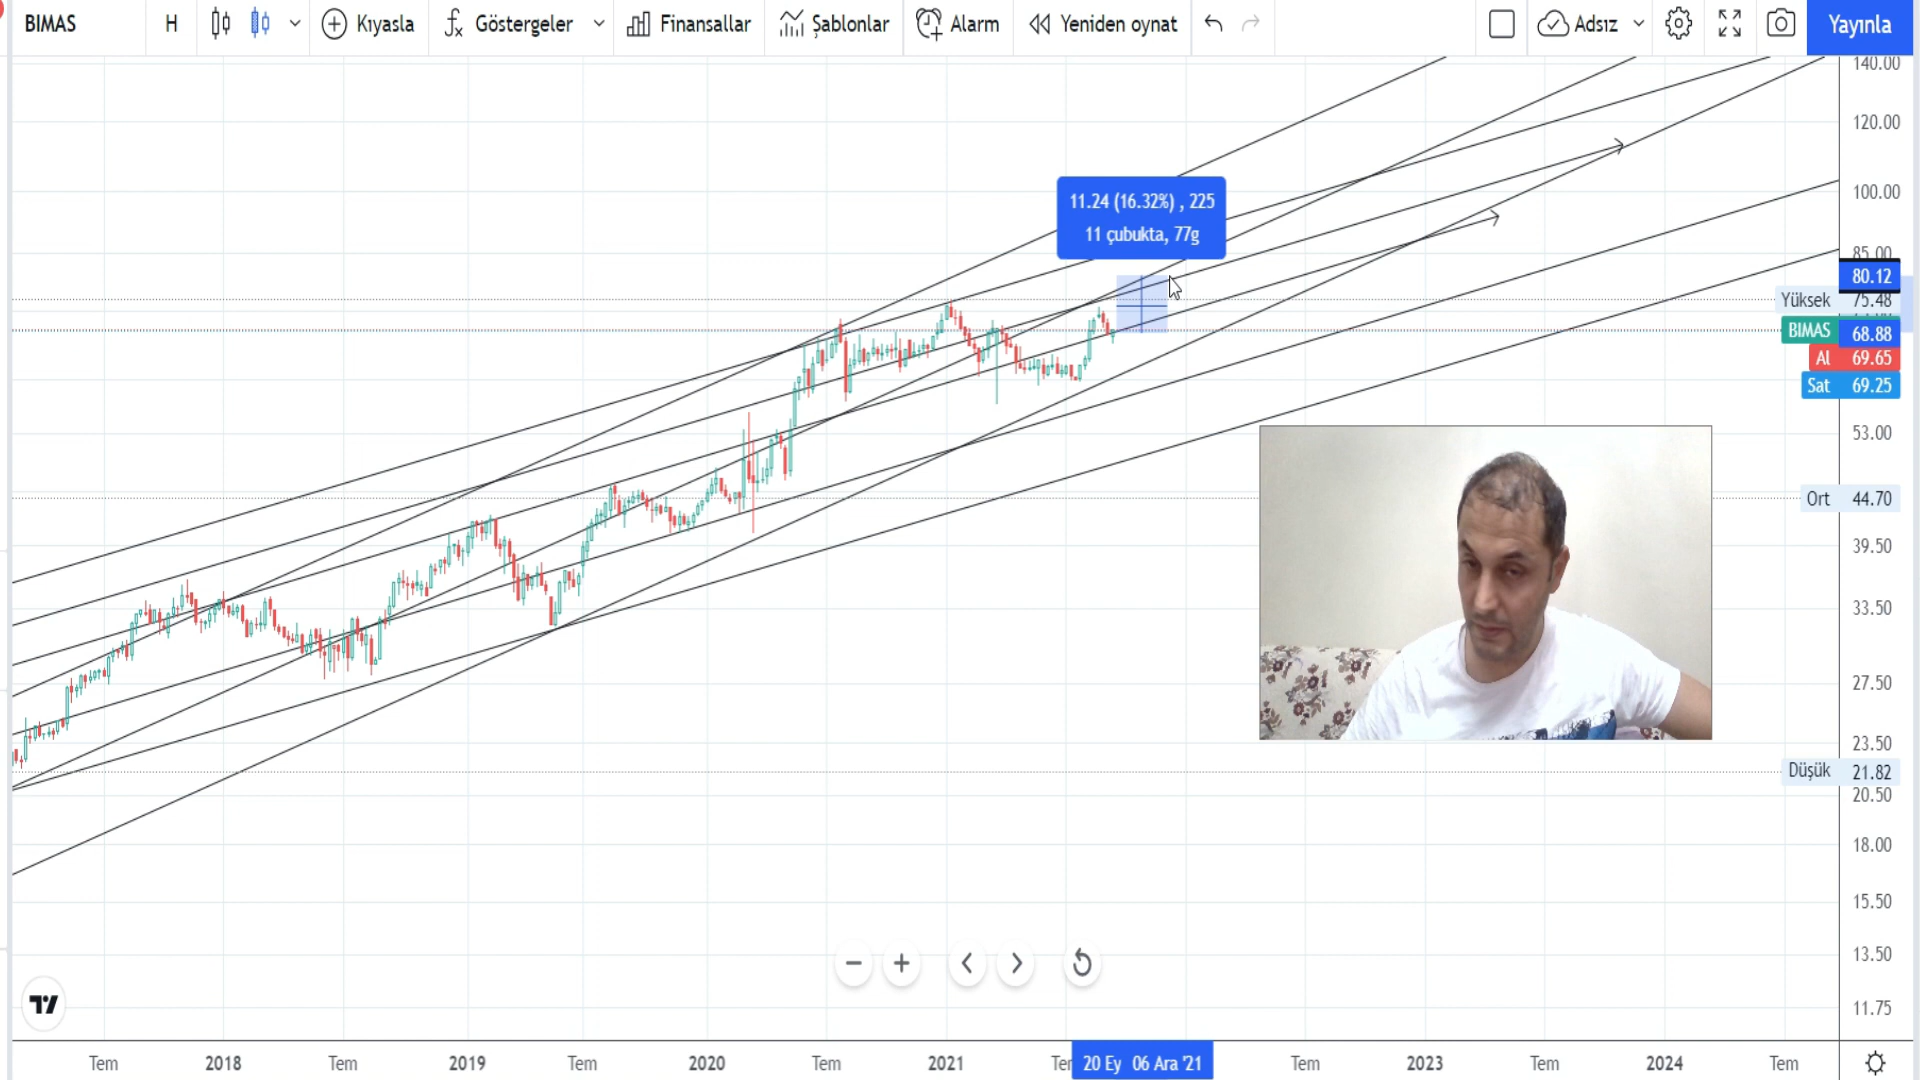 BIMAS H Kıyasla Göstergeler Finansallar Şablonlar Alarm Yeniden oynat Adsız Yayınla
140.00
120.00
11.24 (16.32%) , 225
11 çubukta, 77g
100.00
85.00
80.12
Yüksek 75.48
BIMAS 68.88
Al 69.65
Sat 69.25
53.00
Ort 44.70
39.50
33.50
27.50
23.50
Düşük 21.82
20.50
18.00
15.50
13.50
11.75
Tem 2018 Tem 2019 Tem 2020 Tem 2021 20 Ey 06 Ara '21 Tem 2023 Tem 2024 Tem